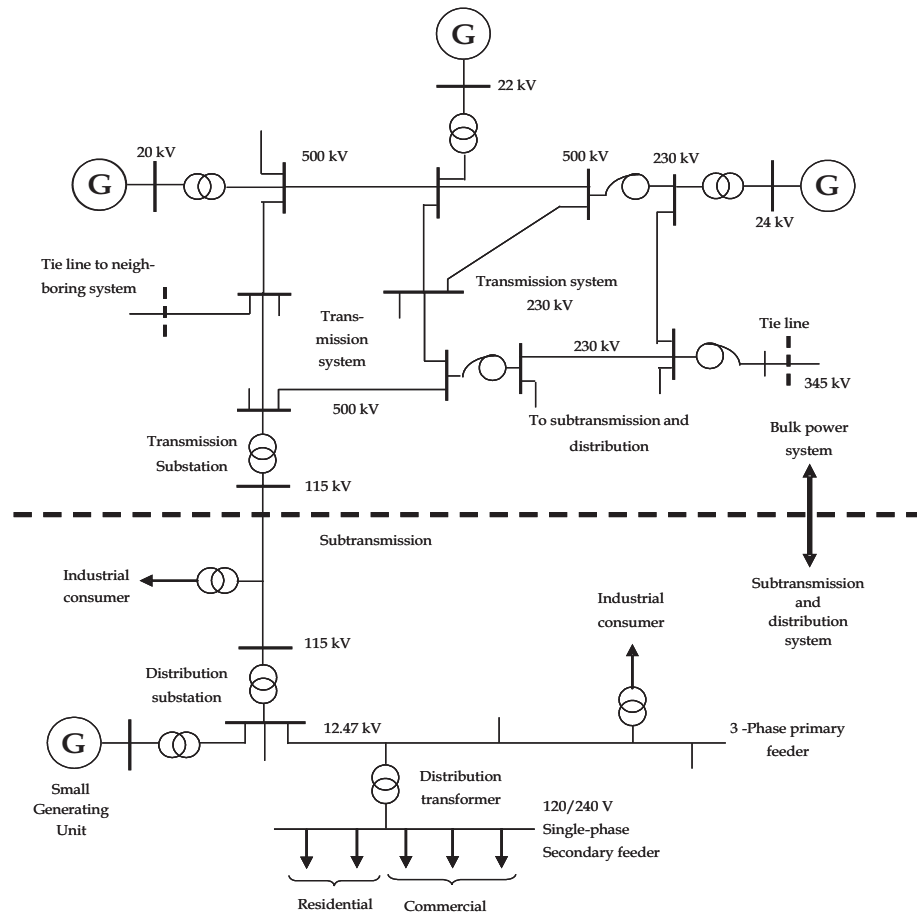 G
22 kV
20 kV
500 kV
500 kV
230 kV
G
G
24 kV
Tie line to neigh-
boring system
Transmission system
230 kV
Trans-
mission
system
Tie line
230 kV
345 kV
500 kV
To subtransmission and
distribution
Bulk power
system
Transmission
Substation
115 kV
Subtransmission
Industrial
consumer
Subtransmission
and
distribution
system
Industrial
consumer
115 kV
Distribution
substation
12.47 kV
3 -Phase primary
feeder
G
Small
Generating
Unit
Distribution
transformer
120/240 V
Single-phase
Secondary feeder
Residential
Commercial